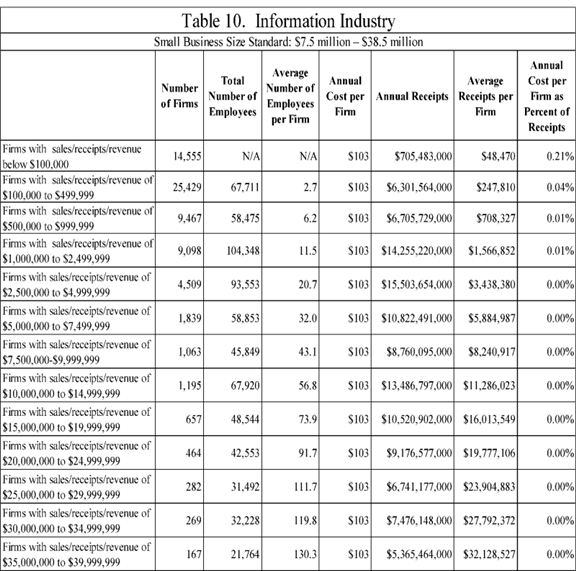 Table 10.  Information Industry
Small Business Size Standard: $7.5 million – $38.5 million
Number of Firms | Total Number of Employees | Average Number of Employees per Firm | Annual Cost per Firm | Annual Receipts | Average Receipts per Firm | Annual Cost per Firm as Percent of Receipts
Firms with sales/receipts/revenue below $100,000 | 14,555 | N/A | N/A | $103 | $705,483,000 | $48,470 | 0.21%
Firms with sales/receipts/revenue of $100,000 to $499,999 | 25,429 | 67,711 | 2.7 | $103 | $6,301,564,000 | $247,810 | 0.04%
Firms with sales/receipts/revenue of $500,000 to $999,999 | 9,467 | 58,475 | 6.2 | $103 | $6,705,729,000 | $708,327 | 0.01%
Firms with sales/receipts/revenue of $1,000,000 to $2,499,999 | 9,098 | 104,348 | 11.5 | $103 | $14,255,220,000 | $1,566,852 | 0.01%
Firms with sales/receipts/revenue of $2,500,000 to $4,999,999 | 4,509 | 93,553 | 20.7 | $103 | $15,503,654,000 | $3,438,380 | 0.00%
Firms with sales/receipts/revenue of $5,000,000 to $7,499,999 | 1,839 | 58,853 | 32.0 | $103 | $10,822,491,000 | $5,884,987 | 0.00%
Firms with sales/receipts/revenue of $7,500,000-$9,999,999 | 1,063 | 45,849 | 43.1 | $103 | $8,760,095,000 | $8,240,917 | 0.00%
Firms with sales/receipts/revenue of $10,000,000 to $14,999,999 | 1,195 | 67,920 | 56.8 | $103 | $13,486,797,000 | $11,286,023 | 0.00%
Firms with sales/receipts/revenue of $15,000,000 to $19,999,999 | 657 | 48,544 | 73.9 | $103 | $10,520,902,000 | $16,013,549 | 0.00%
Firms with sales/receipts/revenue of $20,000,000 to $24,999,999 | 464 | 42,553 | 91.7 | $103 | $9,176,577,000 | $19,777,106 | 0.00%
Firms with sales/receipts/revenue of $25,000,000 to $29,999,999 | 282 | 31,492 | 111.7 | $103 | $6,741,177,000 | $23,904,883 | 0.00%
Firms with sales/receipts/revenue of $30,000,000 to $34,999,999 | 269 | 32,228 | 119.8 | $103 | $7,476,148,000 | $27,792,372 | 0.00%
Firms with sales/receipts/revenue of $35,000,000 to $39,999,999 | 167 | 21,764 | 130.3 | $103 | $5,365,464,000 | $32,128,527 | 0.00%